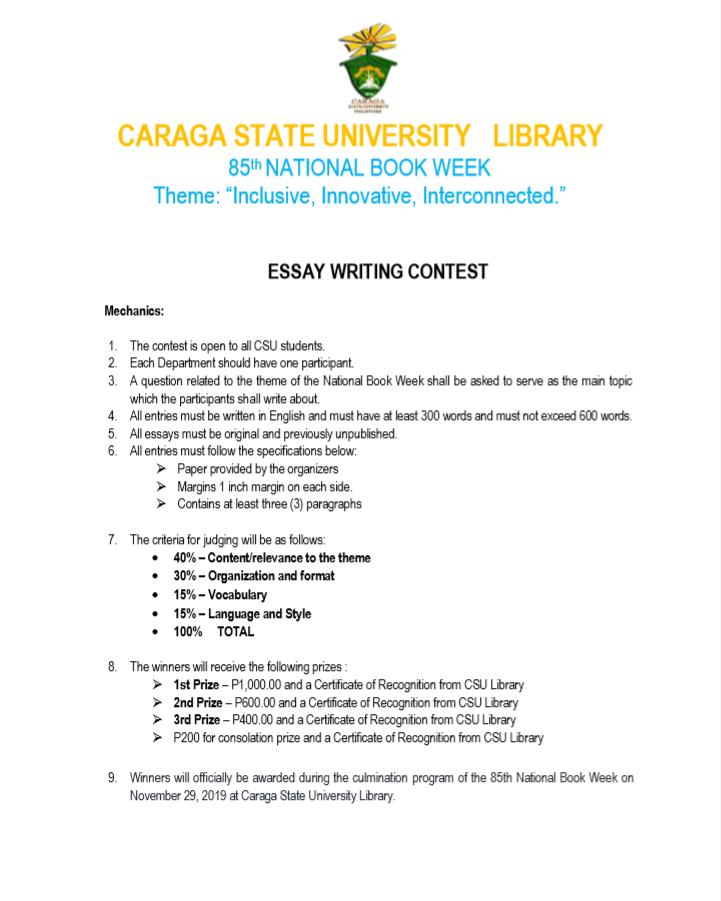 CARAGA
STATE UNIVERSITY
PHILIPPINES
CARAGA STATE UNIVERSITY LIBRARY
85th NATIONAL BOOK WEEK
Theme: “Inclusive, Innovative, Interconnected.”
ESSAY WRITING CONTEST
Mechanics:
1. The contest is open to all CSU students.
2. Each Department should have one participant.
3. A question related to the theme of the National Book Week shall be asked to serve as the main topic
which the participants shall write about.
4. All entries must be written in English and must have at least 300 words and must not exceed 600 words.
5. All essays must be original and previously unpublished.
6. All entries must follow the specifications below:
➢ Paper provided by the organizers
➢ Margins 1 inch margin on each side.
➢ Contains at least three (3) paragraphs
7. The criteria for judging will be as follows:
• 40% – Content/relevance to the theme
• 30% – Organization and format
• 15% – Vocabulary
• 15% – Language and Style
• 100% TOTAL
8. The winners will receive the following prizes :
➢ 1st Prize – P1,000.00 and a Certificate of Recognition from CSU Library
➢ 2nd Prize – P600.00 and a Certificate of Recognition from CSU Library
➢ 3rd Prize – P400.00 and a Certificate of Recognition from CSU Library
➢ P200 for consolation prize and a Certificate of Recognition from CSU Library
9. Winners will officially be awarded during the culmination program of the 85th National Book Week on
November 29, 2019 at Caraga State University Library.